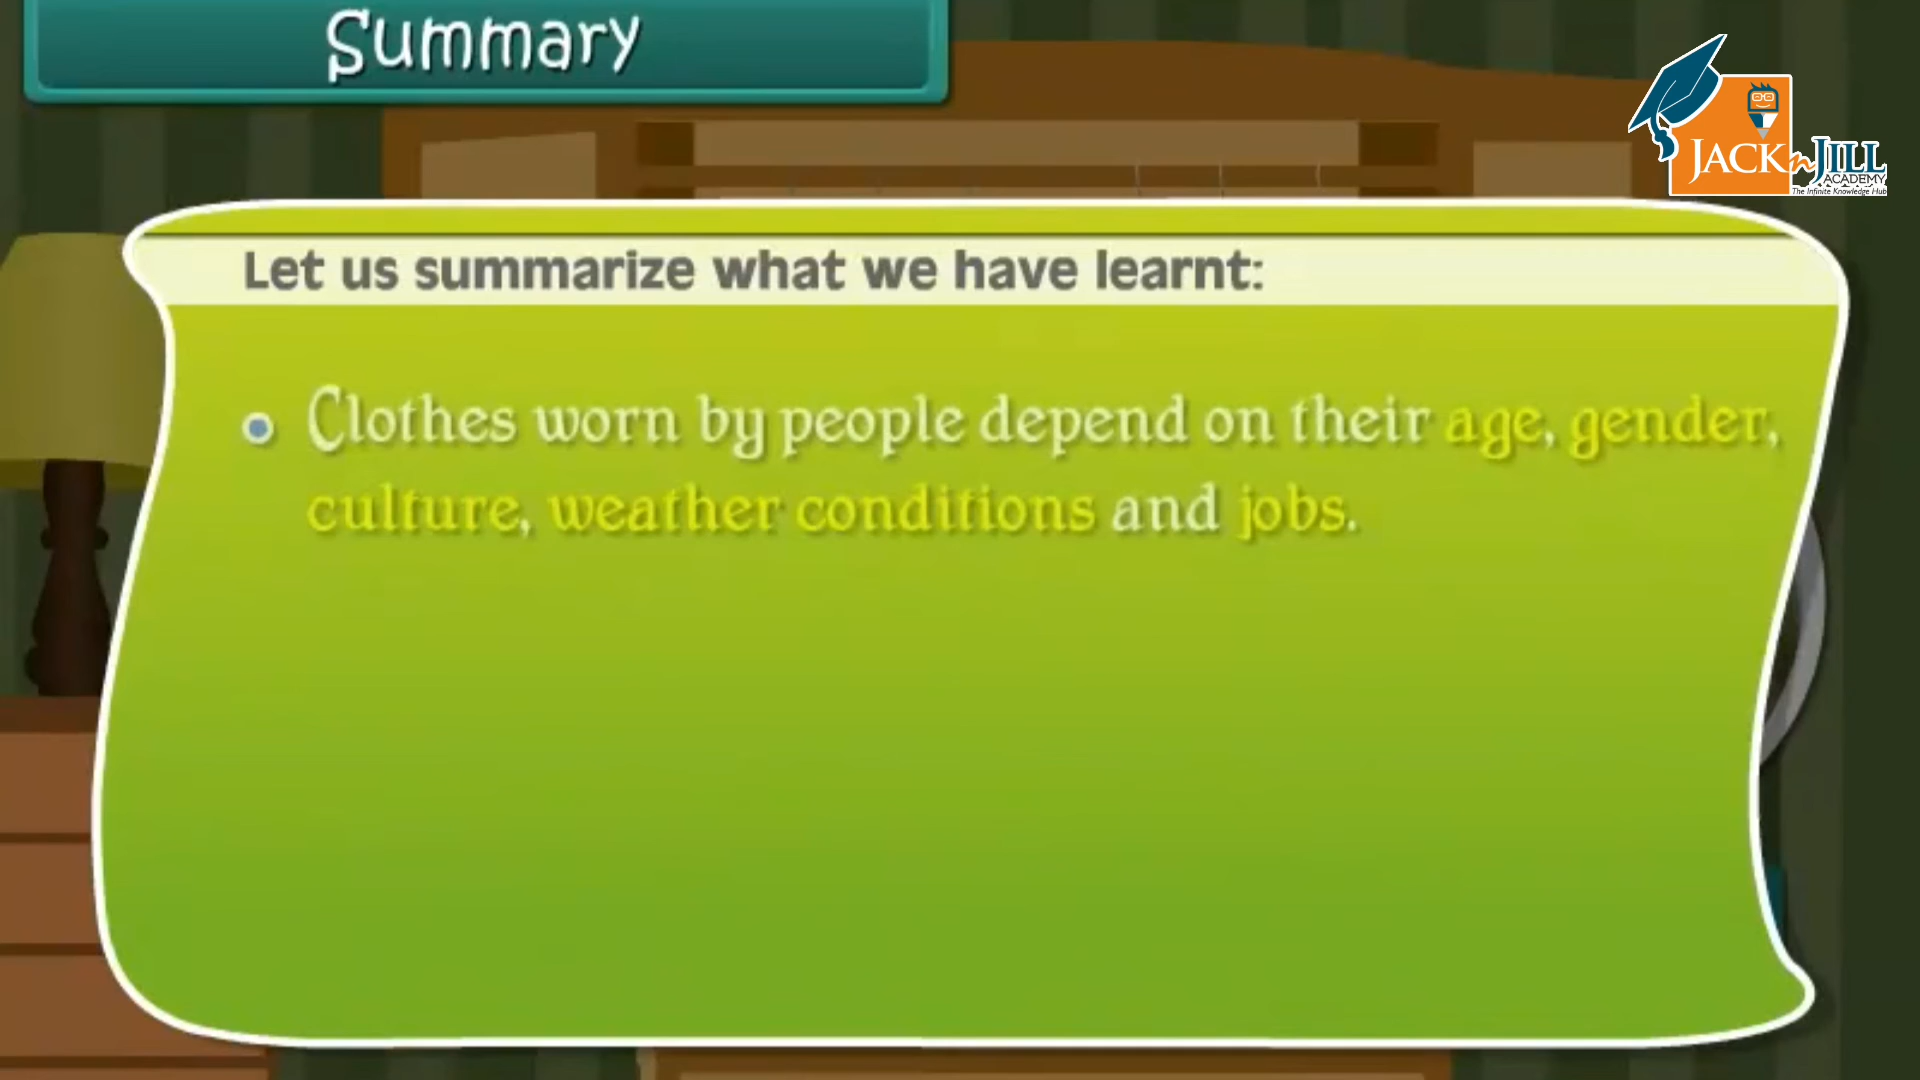 Summary
JACK n JILL
ACADEMY
The Infinite Knowledge Hub
Let us summarize what we have learnt:
Clothes worn by people depend on their age, gender,
culture, weather conditions and jobs.